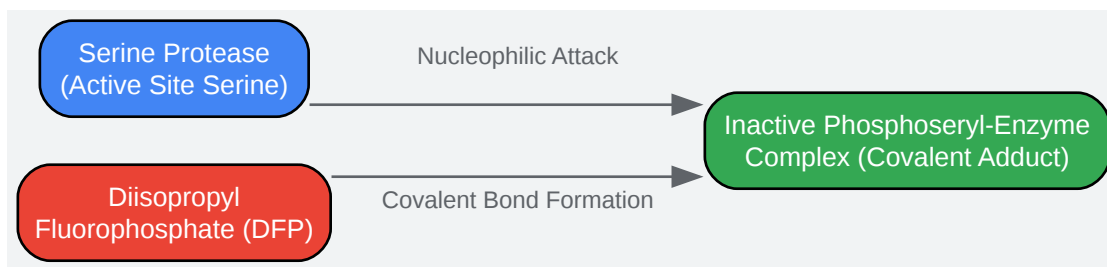 Serine Protease
(Active Site Serine)
Nucleophilic Attack
Inactive Phosphoseryl-Enzyme
Complex (Covalent Adduct)
Diisopropyl
Fluorophosphate (DFP)
Covalent Bond Formation